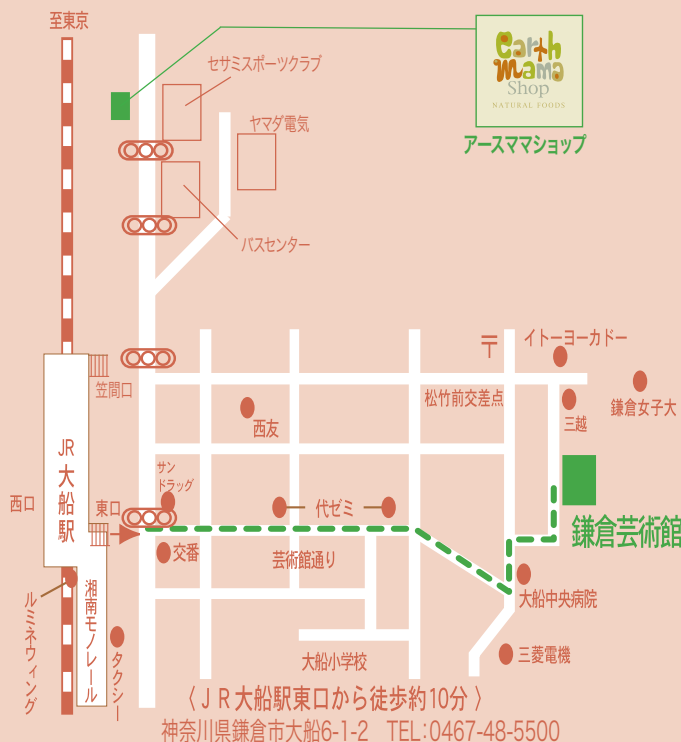 至東京
セサミスポーツクラブ
earth
mama
Shop
NATURAL FOODS
アースママショップ
ヤマダ電気
バスセンター
〒
イトーヨーカドー
笠間口
松竹前交差点
三越
鎌倉女子大
西友
JR
大船駅
サン
ドラッグ
西口
東口
代ゼミ
鎌倉芸術館
交番
芸術館通り
湘南モノレール
大船中央病院
ルミネウィング
タクシー
大船小学校
三菱電機
〈ＪＲ大船駅東口から徒歩約10分〉
神奈川県鎌倉市大船6-1-2 TEL:0467-48-5500